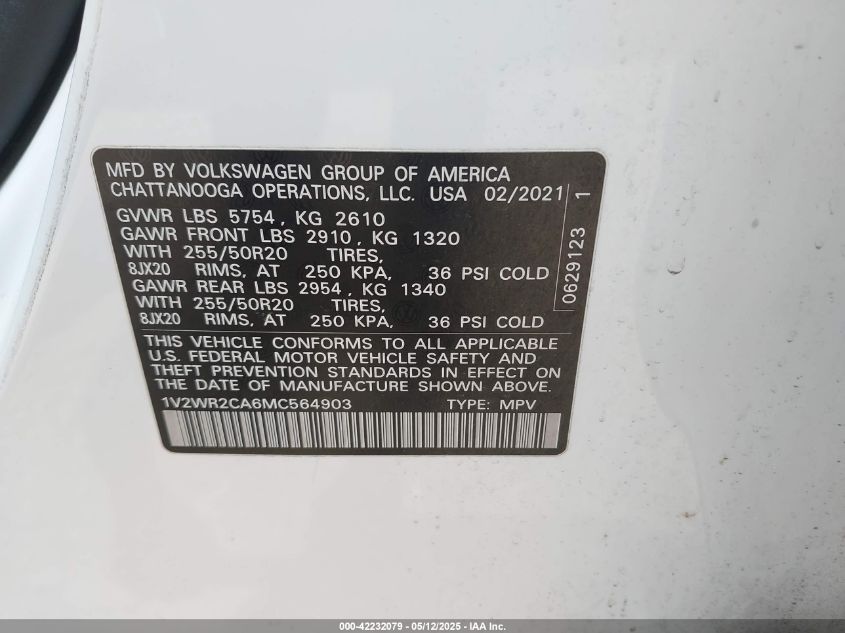 MFD BY VOLKSWAGEN GROUP OF AMERICA
CHATTANOOGA OPERATIONS, LLC. USA 02/2021
GVWR LBS 5754, KG 2610
GAWR FRONT LBS 2910, KG 1320
WITH 255/50R20 TIRES,
8JX20 RIMS, AT 250 KPA, 36 PSI COLD
GAWR REAR LBS 2954, KG 1340
WITH 255/50R20 TIRES,
8JX20 RIMS, AT 250 KPA, 36 PSI COLD
THIS VEHICLE CONFORMS TO ALL APPLICABLE
U.S. FEDERAL MOTOR VEHICLE SAFETY AND
THEFT PREVENTION STANDARDS IN EFFECT ON
THE DATE OF MANUFACTURE SHOWN ABOVE.
1V2WR2CA6MC564903 TYPE: MPV
0629123 1
000-42232079 - 05/12/2025 - IAA Inc.